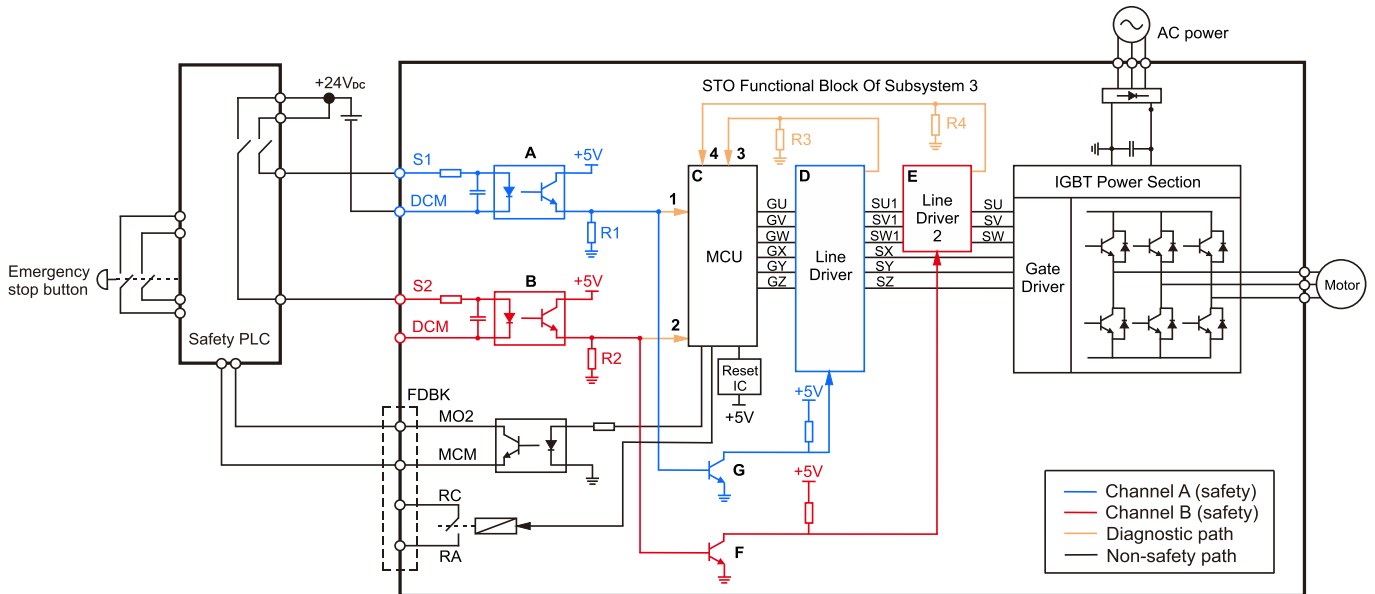 AC power
+24VDC
STO Functional Block Of Subsystem 3
R4
R3
4 3
S1
A
+5V
C
D
E
IGBT Power Section
DCM
1
R1
GU
GV
GW
GX
GY
GZ
MCU
Line
Driver
SU1
SV1
SW1
SX
SY
SZ
Line
Driver
2
SU
SV
SW
Gate
Driver
Motor
Emergency
stop button
S2
B
+5V
DCM
2
R2
Safety PLC
Reset
IC
+5V
FDBK
MO2
MCM
RC
RA
+5V
G
+5V
F
Channel A (safety)
Channel B (safety)
Diagnostic path
Non-safety path